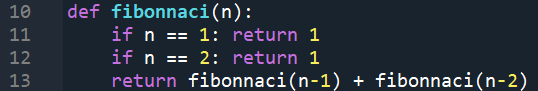 10 def fibonnaci(n):
11     if n == 1: return 1
12     if n == 2: return 1
13     return fibonnaci(n-1) + fibonnaci(n-2)